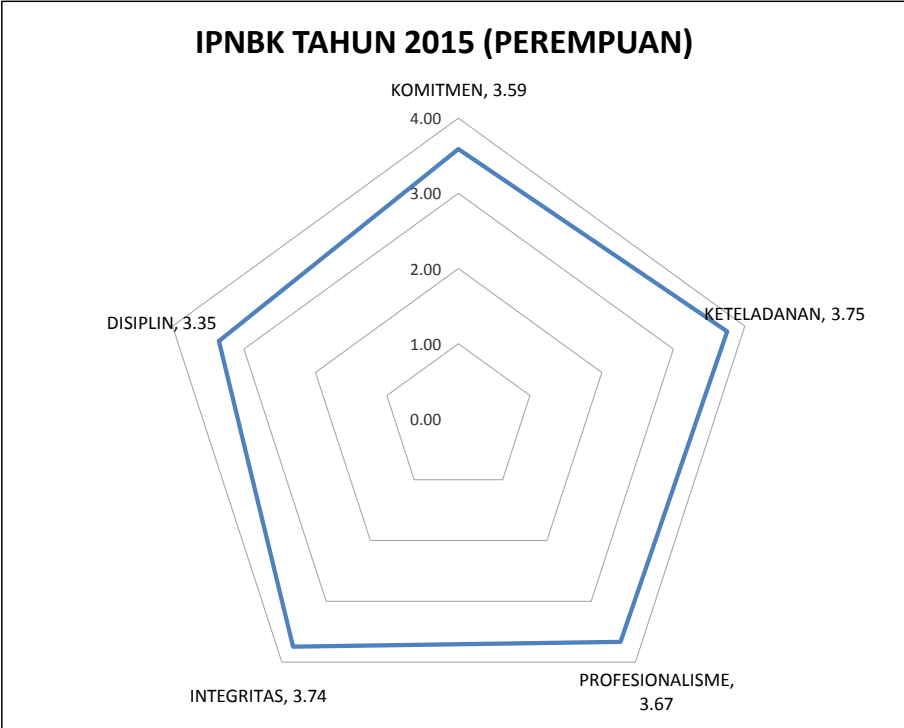 IPNBK TAHUN 2015 (PEREMPUAN)
KOMITMEN, 3.59
4.00
3.00
2.00
1.00
0.00
KETELADANAN, 3.75
DISIPLIN, 3.35
PROFESIONALISME,
3.67
INTEGRITAS, 3.74